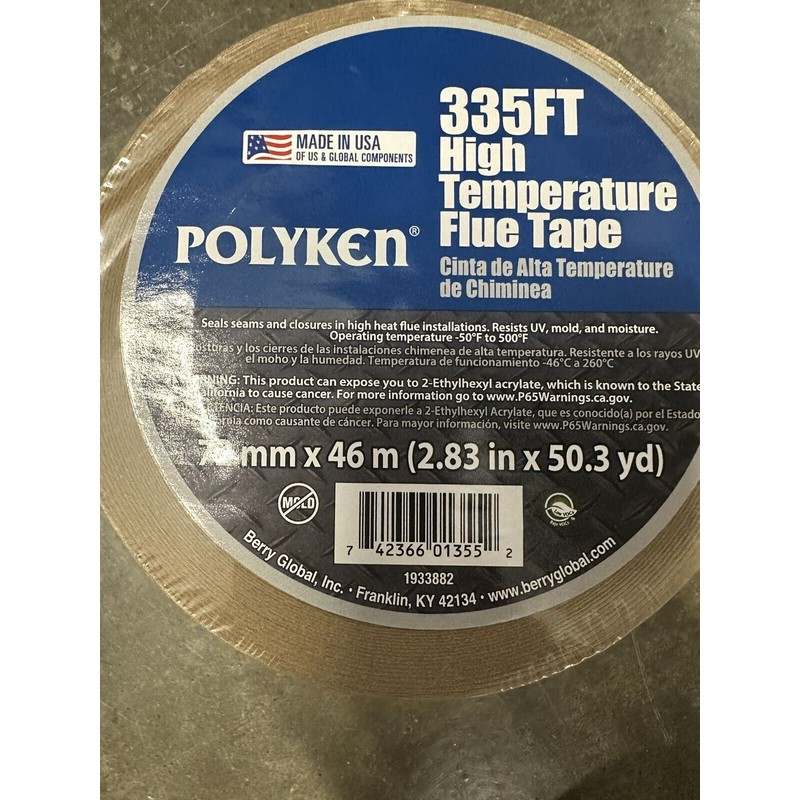 335FT
High
Temperature
Flue Tape
Cinta de Alta Temperature
de Chiminea
MADE IN USA
OF US & GLOBAL COMPONENTS
POLYKEN®
Seals seams and closures in high heat flue installations. Resists UV, mold, and moisture.
Operating temperature -50°F to 500°F
y los cierres de las instalaciones chimenea de alta temperatura. Resistente a los rayos UV
el moho y la humedad. Temperatura de funcionamiento -46°C a 260°C
This product can expose you to 2-Ethylhexyl acrylate, which is known to the State
to cause cancer. For more information go to www.P65Warnings.ca.gov.
Este producto puede exponerle a 2-Ethylhexyl Acrylate, que es conocido(a) por el Estado
como causante de cáncer. Para mayor información, visite www.P65Warnings.ca.gov.
mm x 46 m (2.83 in x 50.3 yd)
MOLD
7 42366 01355 2
1933882
Berry Global, Inc. • Franklin, KY 42134 • www.berryglobal.com